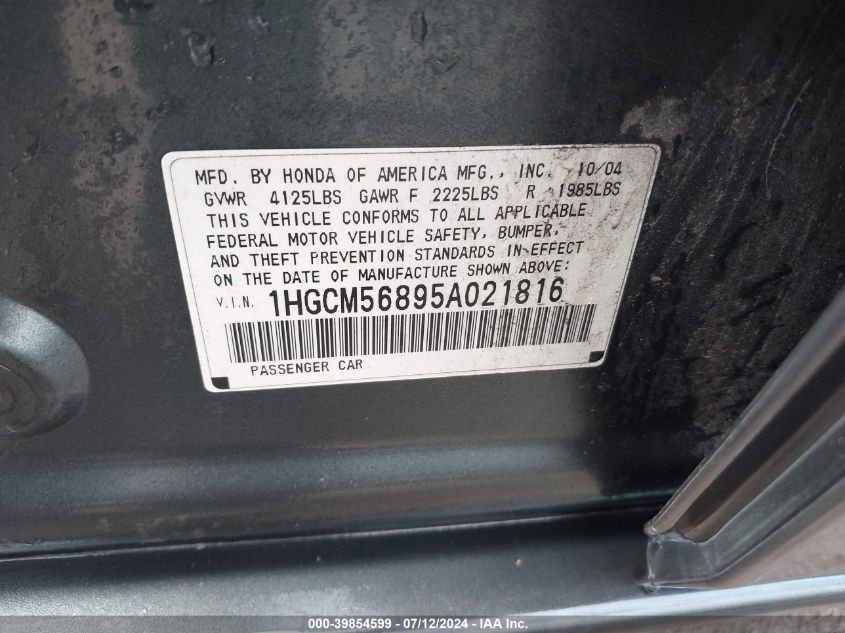 MFD. BY HONDA OF AMERICA MFG., INC. 10/04
GVWR 4125LBS GAWR F 2225LBS R 1985LBS
THIS VEHICLE CONFORMS TO ALL APPLICABLE
FEDERAL MOTOR VEHICLE SAFETY, BUMPER,
AND THEFT PREVENTION STANDARDS IN EFFECT
ON THE DATE OF MANUFACTURE SHOWN ABOVE:
V.I.N. 1HGCM56895A021816
PASSENGER CAR
000-39854599 - 07/12/2024 - IAA Inc.